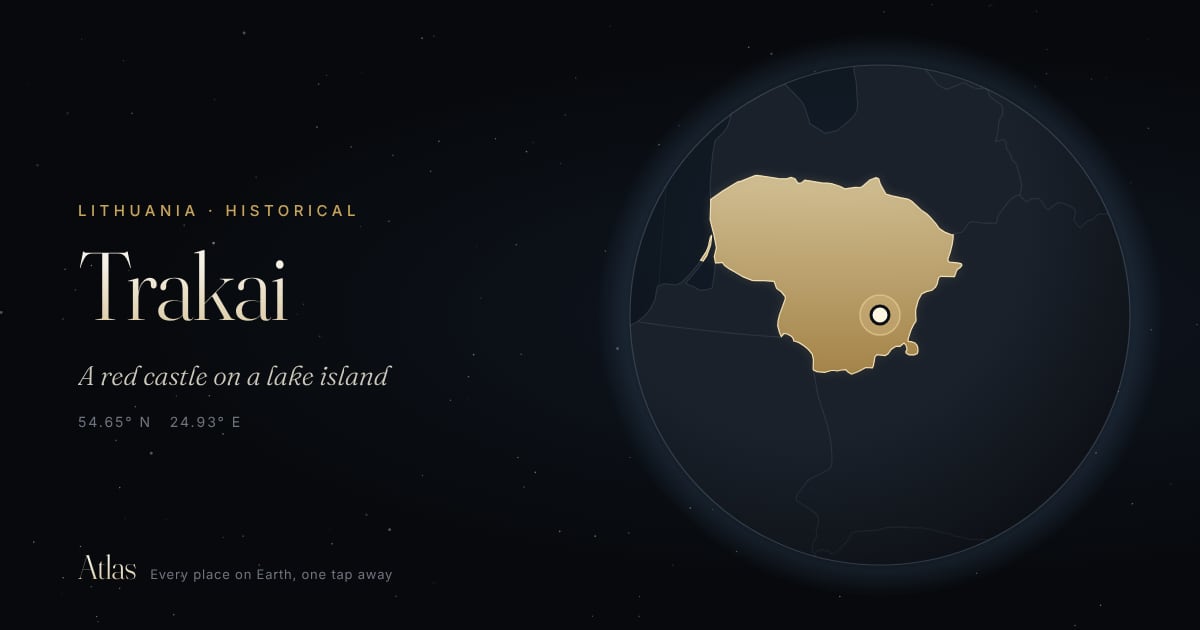 LITHUANIA · HISTORICAL
Trakai
A red castle on a lake island
54.65° N 24.93° E
Atlas Every place on Earth, one tap away